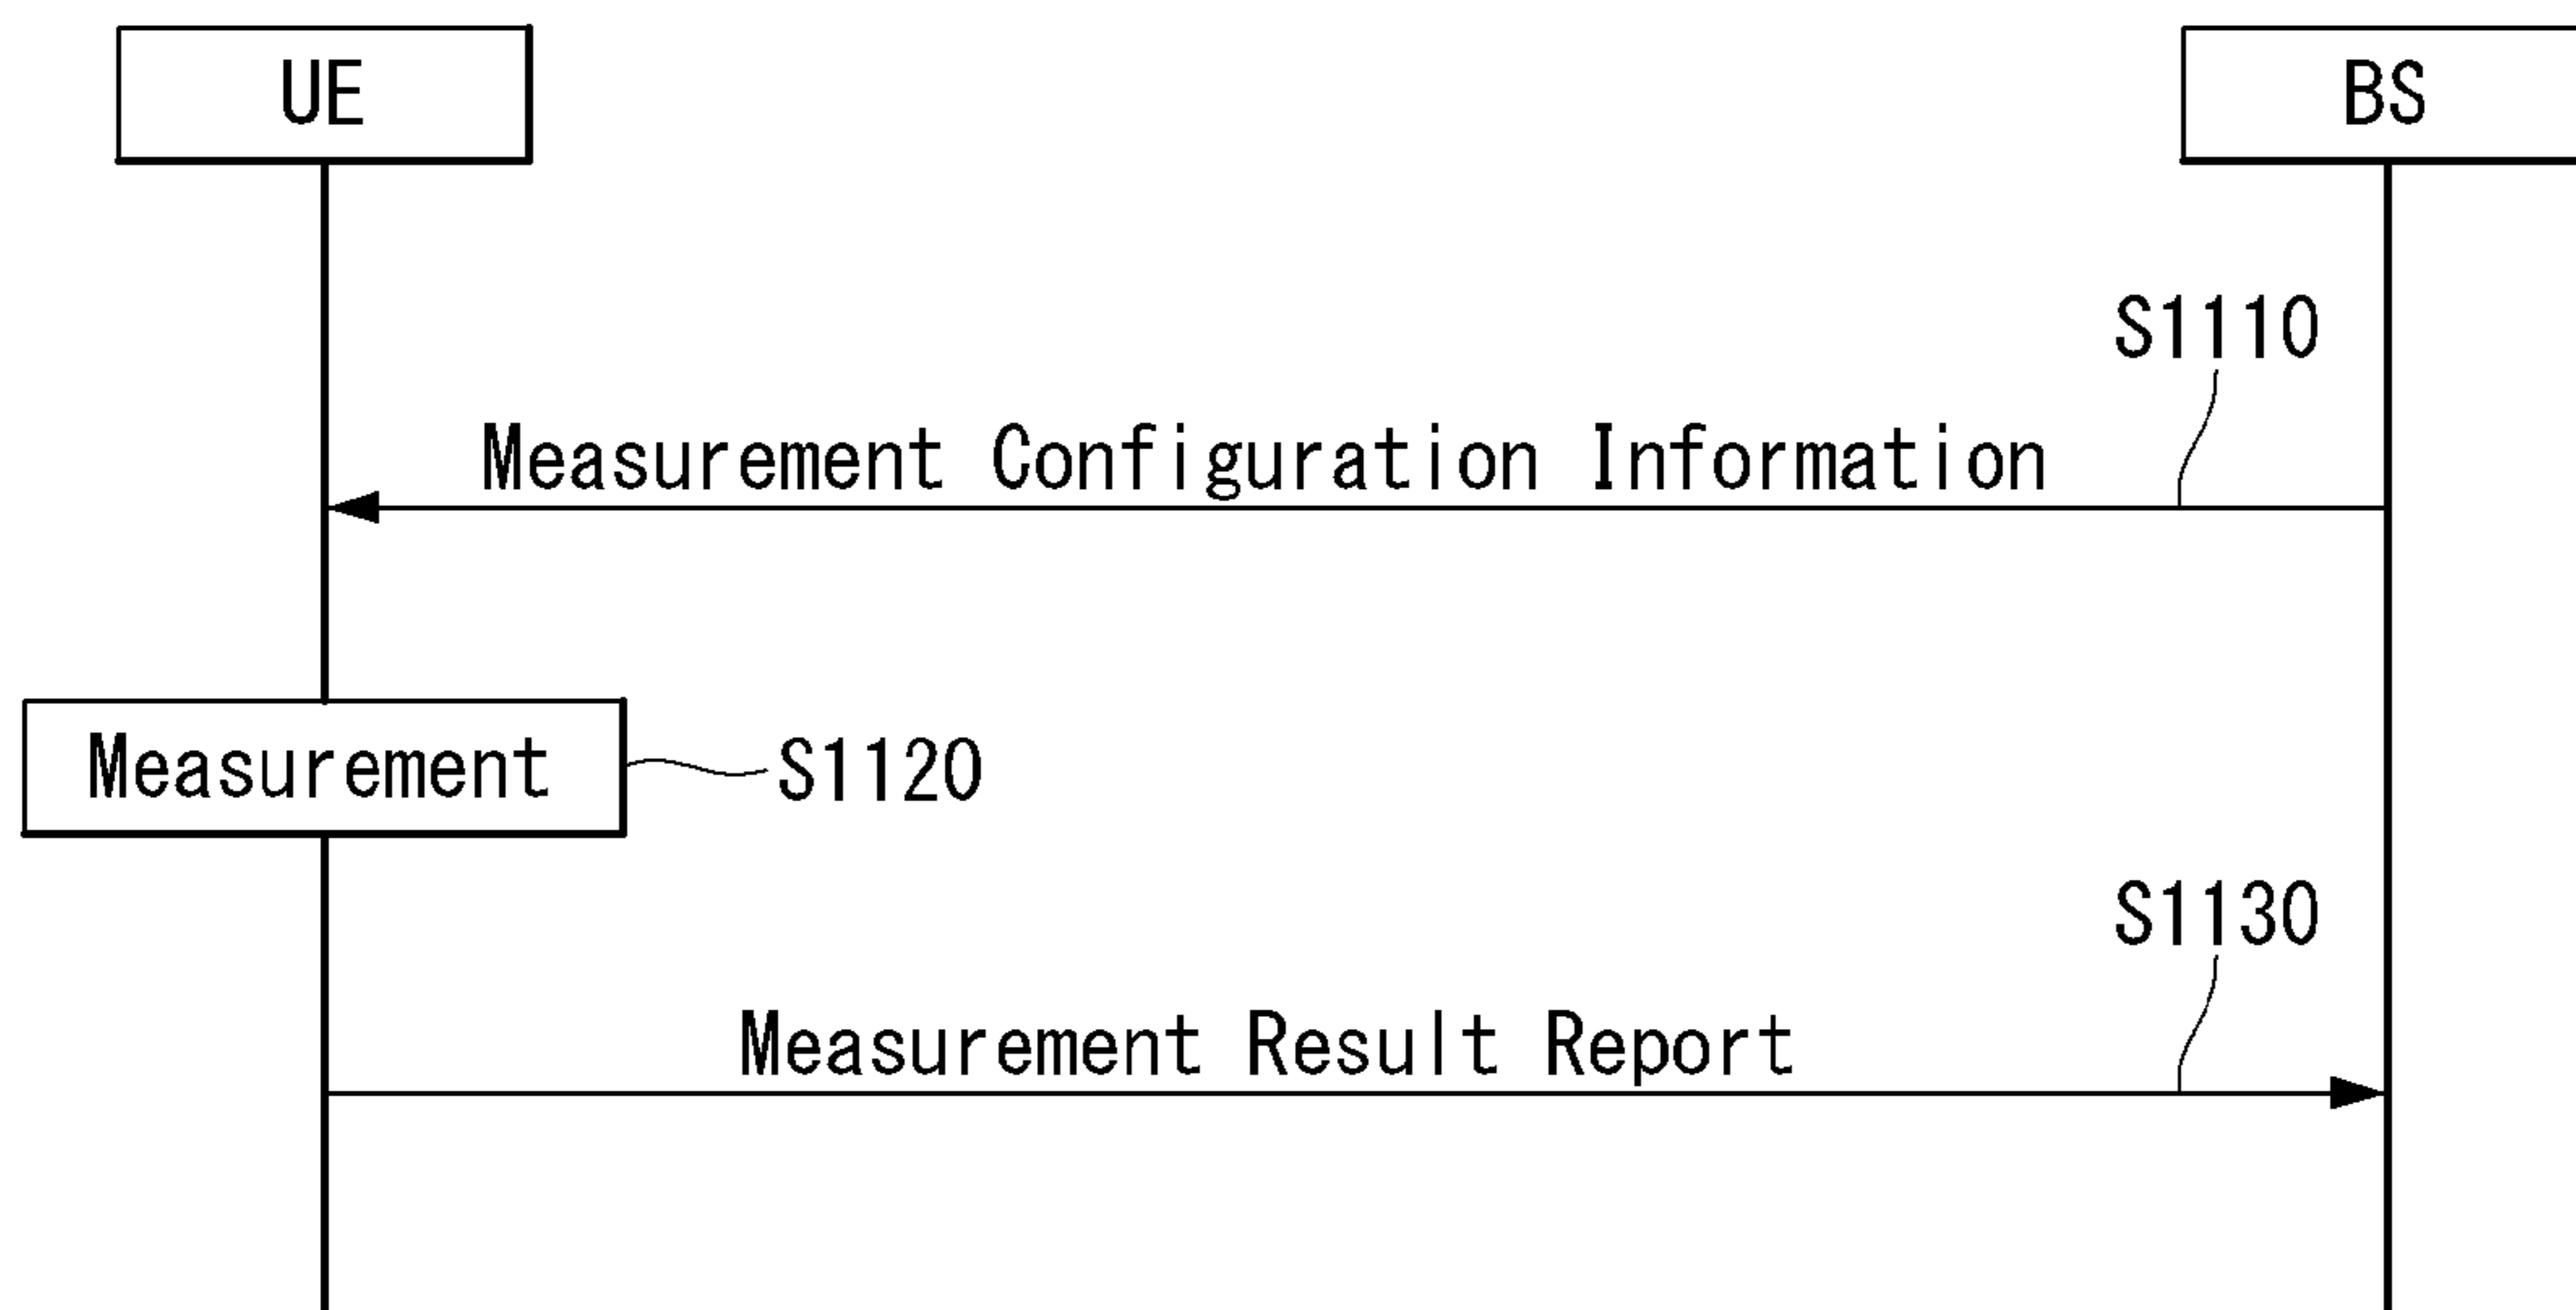 UE
BS
S1110
Measurement Configuration Information
Measurement
S1120
S1130
Measurement Result Report